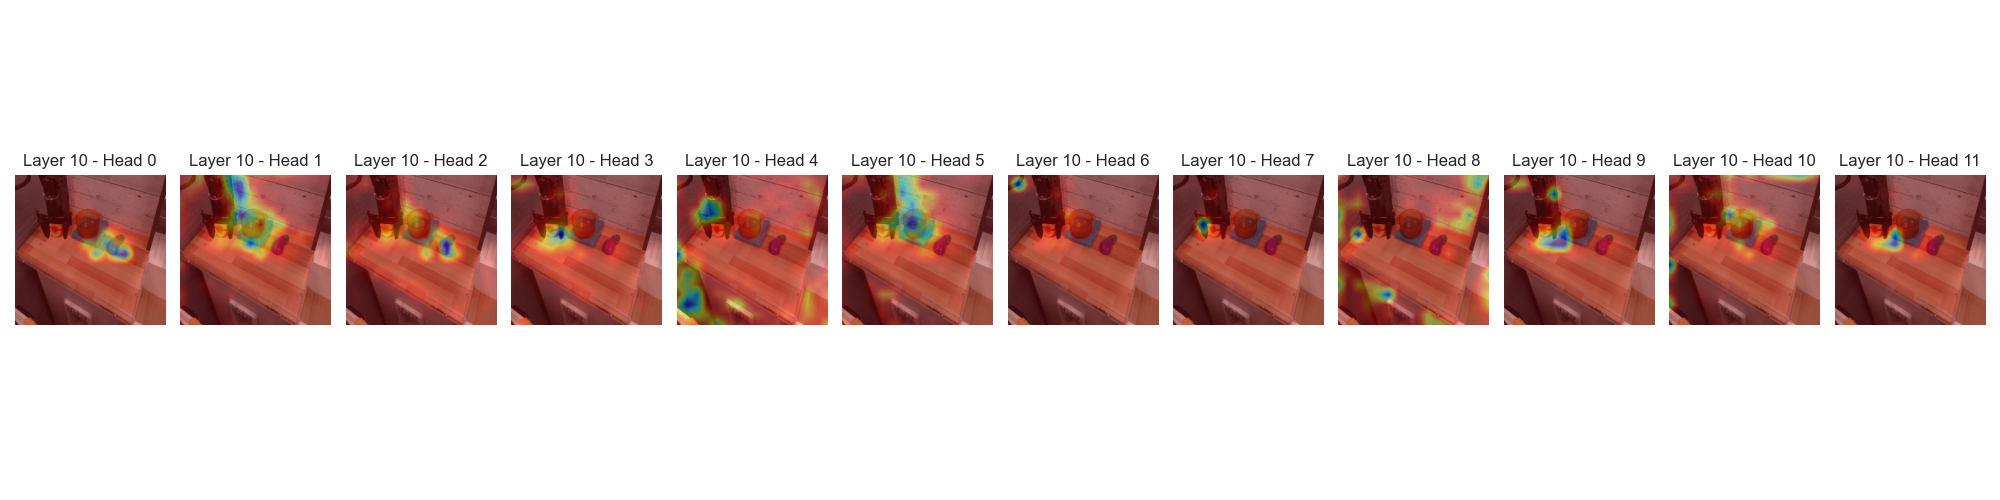 Layer 10 - Head 0
Layer 10 - Head 1
Layer 10 - Head 2
Layer 10 - Head 3
Layer 10 - Head 4
Layer 10 - Head 5
Layer 10 - Head 6
Layer 10 - Head 7
Layer 10 - Head 8
Layer 10 - Head 9
Layer 10 - Head 10
Layer 10 - Head 11